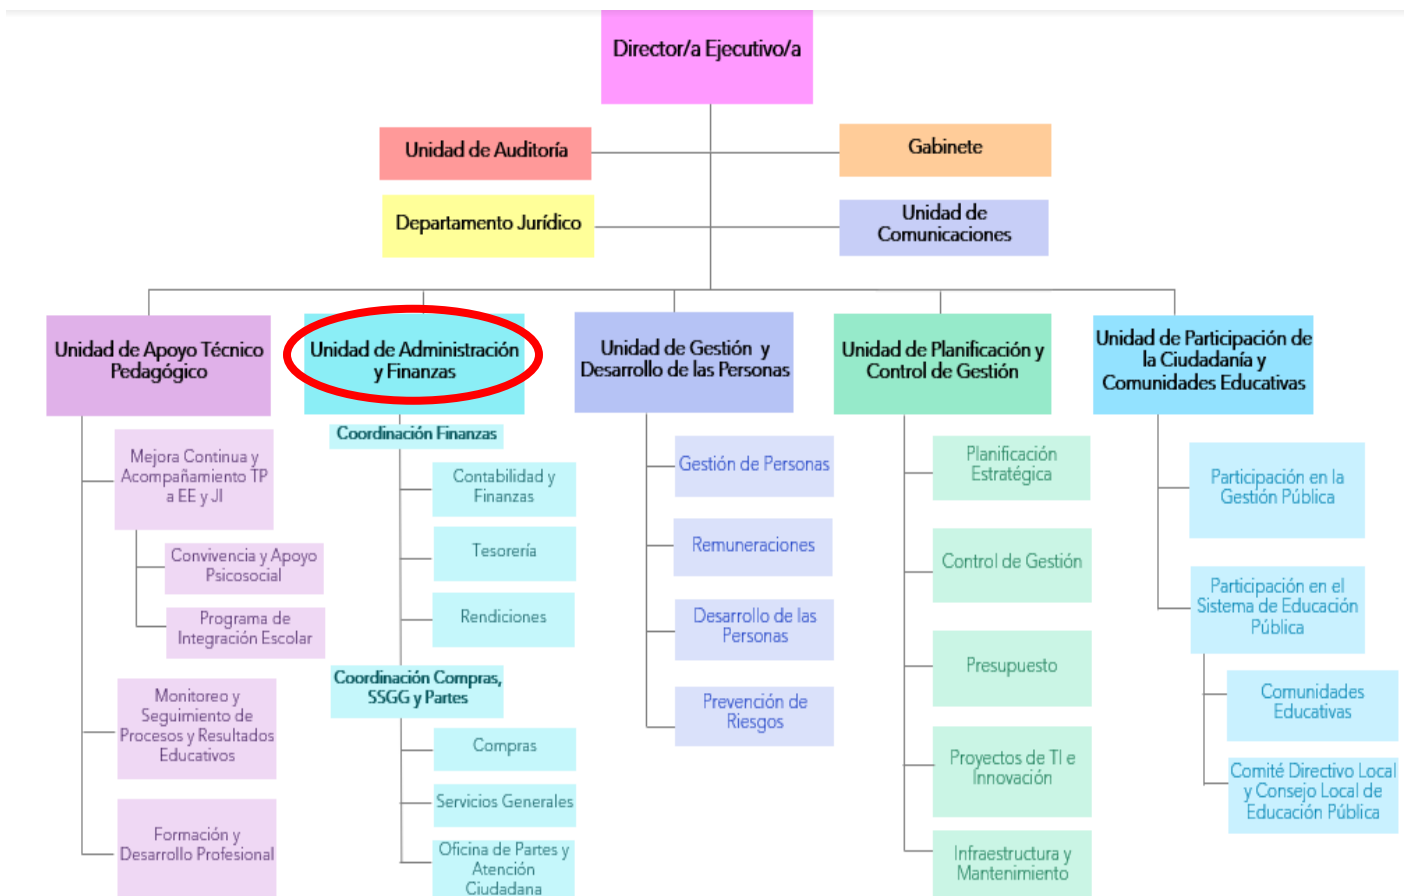 Director/a Ejecutivo/a
Unidad de Auditoría
Gabinete
Departamento Jurídico
Unidad de
Comunicaciones
Unidad de Apoyo Técnico
Pedagógico
Mejora Continua y
Acompañamiento TP
a EE y JI
Convivencia y Apoyo
Psicosocial
Programa de
Integración Escolar
Monitoreo y
Seguimiento de
Procesos y Resultados
Educativos
Formación y
Desarrollo Profesional
Unidad de Administración
y Finanzas
Coordinación Finanzas
Contabilidad y
Finanzas
Tesorería
Rendiciones
Coordinación Compras,
SSGG y Partes
Compras
Servicios Generales
Oficina de Partes y
Atención
Ciudadana
Unidad de Gestión y
Desarrollo de las Personas
Gestión de Personas
Remuneraciones
Desarrollo de las
Personas
Prevención de
Riesgos
Unidad de Planificación y
Control de Gestión
Planificación
Estratégica
Control de Gestión
Presupuesto
Proyectos de TI e
Innovación
Infraestructura y
Mantenimiento
Unidad de Participación de
la Ciudadanía y
Comunidades Educativas
Participación en la
Gestión Pública
Participación en el
Sistema de Educación
Pública
Comunidades
Educativas
Comité Directivo Local
y Consejo Local de
Educación Pública